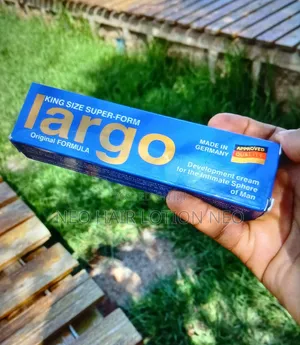 KING SIZE SUPER-FORM
largo
Original FORMULA
MADE IN
GERMANY
APPROVED
QUALITY
Development cream
for the intimate Sphere
of Man
NEO HAIR LOTION NEO